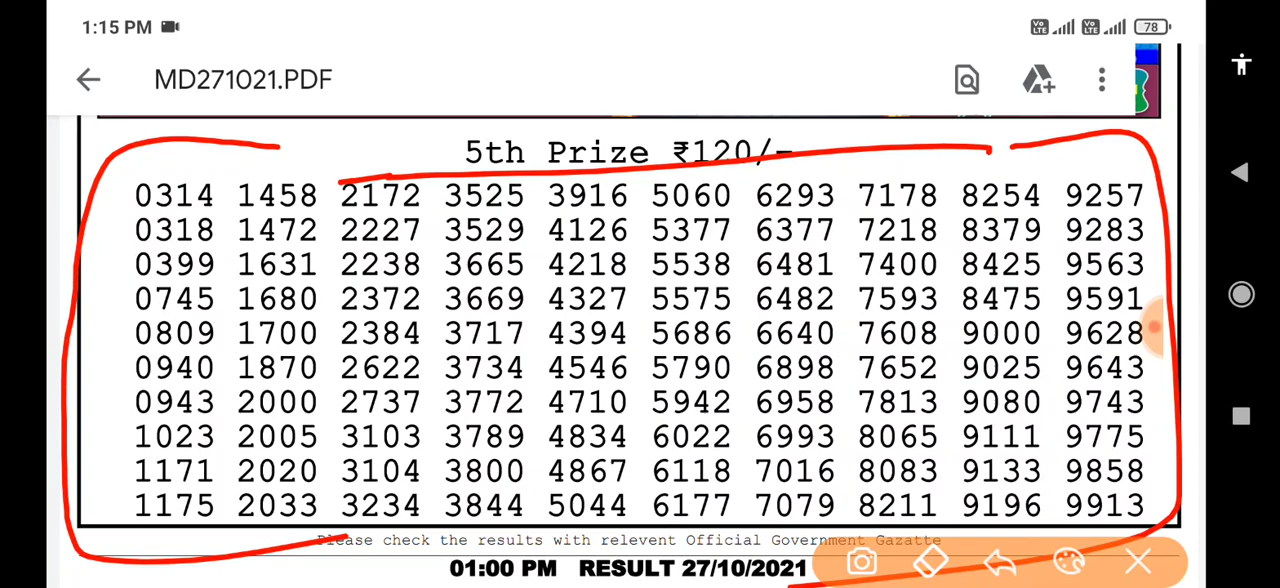 1:15 PM Vo LTE Vo LTE 78
MD271021.PDF
5th Prize ₹120/-
0314 1458 2172 3525 3916 5060 6293 7178 8254 9257
0318 1472 2227 3529 4126 5377 6377 7218 8379 9283
0399 1631 2238 3665 4218 5538 6481 7400 8425 9563
0745 1680 2372 3669 4327 5575 6482 7593 8475 9591
0809 1700 2384 3717 4394 5686 6640 7608 9000 9628
0940 1870 2622 3734 4546 5790 6898 7652 9025 9643
0943 2000 2737 3772 4710 5942 6958 7813 9080 9743
1023 2005 3103 3789 4834 6022 6993 8065 9111 9775
1171 2020 3104 3800 4867 6118 7016 8083 9133 9858
1175 2033 3234 3844 5044 6177 7079 8211 9196 9913
Please check the results with relevent Official Government Gazatte
01:00 PM RESULT 27/10/2021